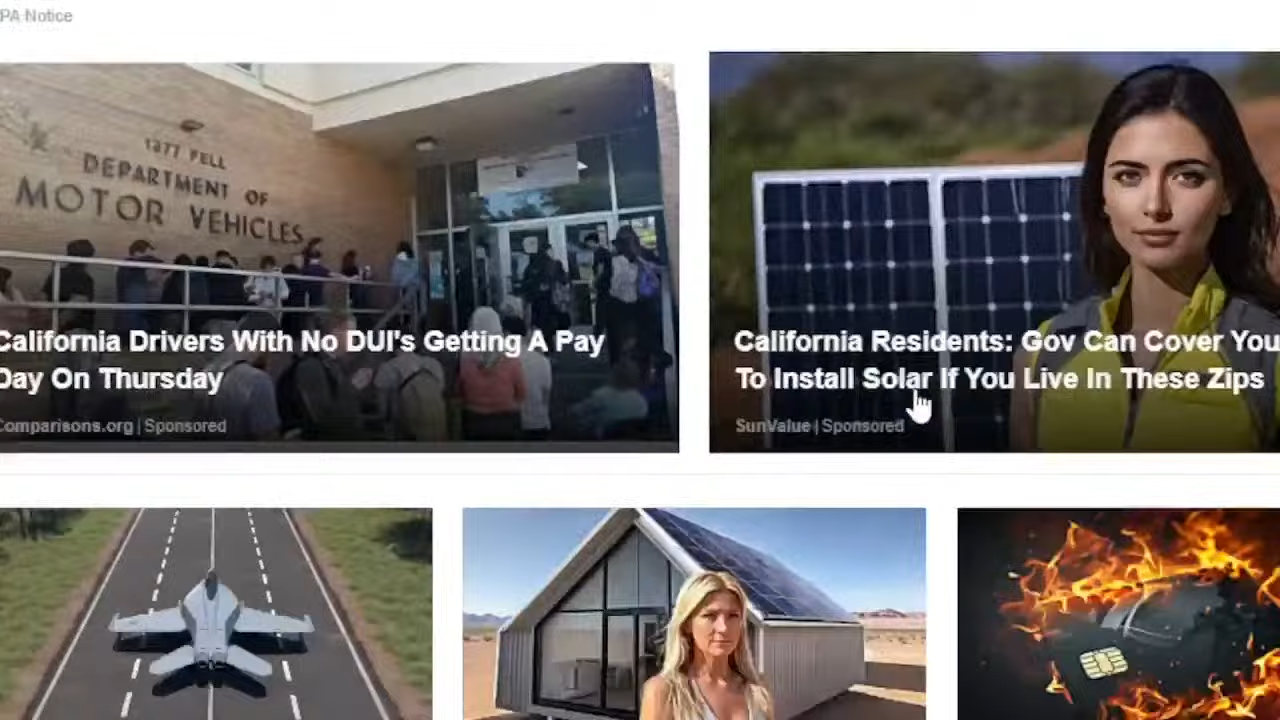 PA Notice
1377 FELL
DEPARTMENT OF
MOTOR VEHICLES
California Drivers With No DUI's Getting A Pay
Day On Thursday
Comparisons.org | Sponsored
California Residents: Gov Can Cover You
To Install Solar If You Live In These Zips
SunValue | Sponsored